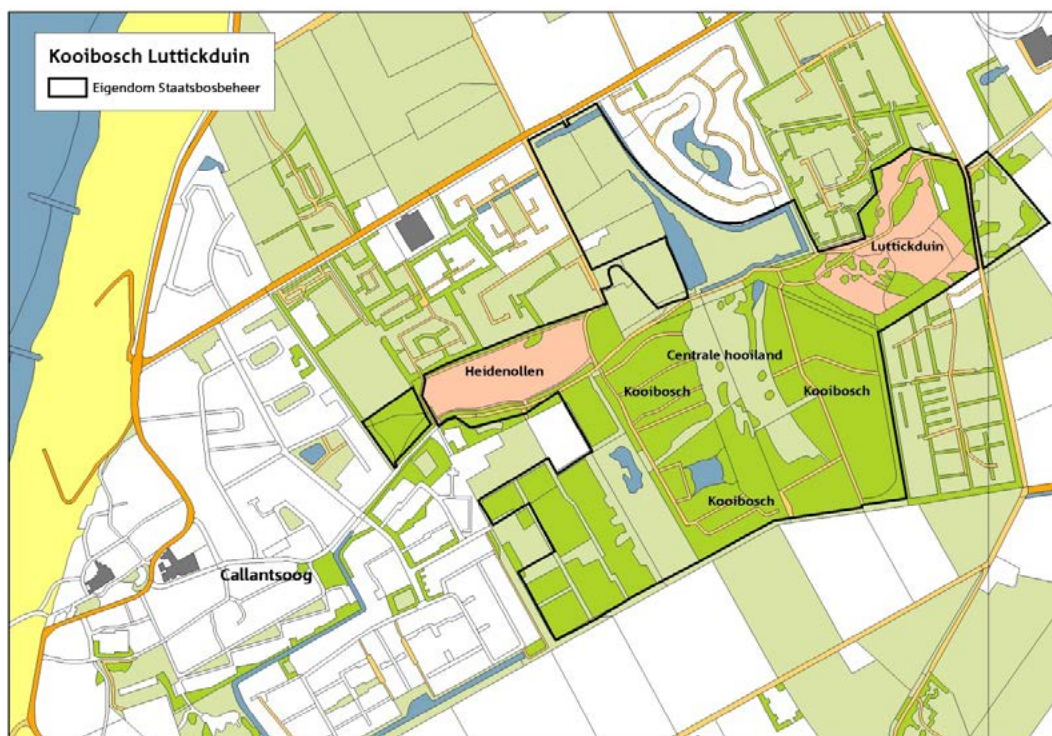 Kooibosch Luttickduin
Eigendom Staatsbosbeheer
Luttickduin
Centrale hooiland
Heidenollen
Kooibosch
Kooibosch
Kooibosch
Callantsoog